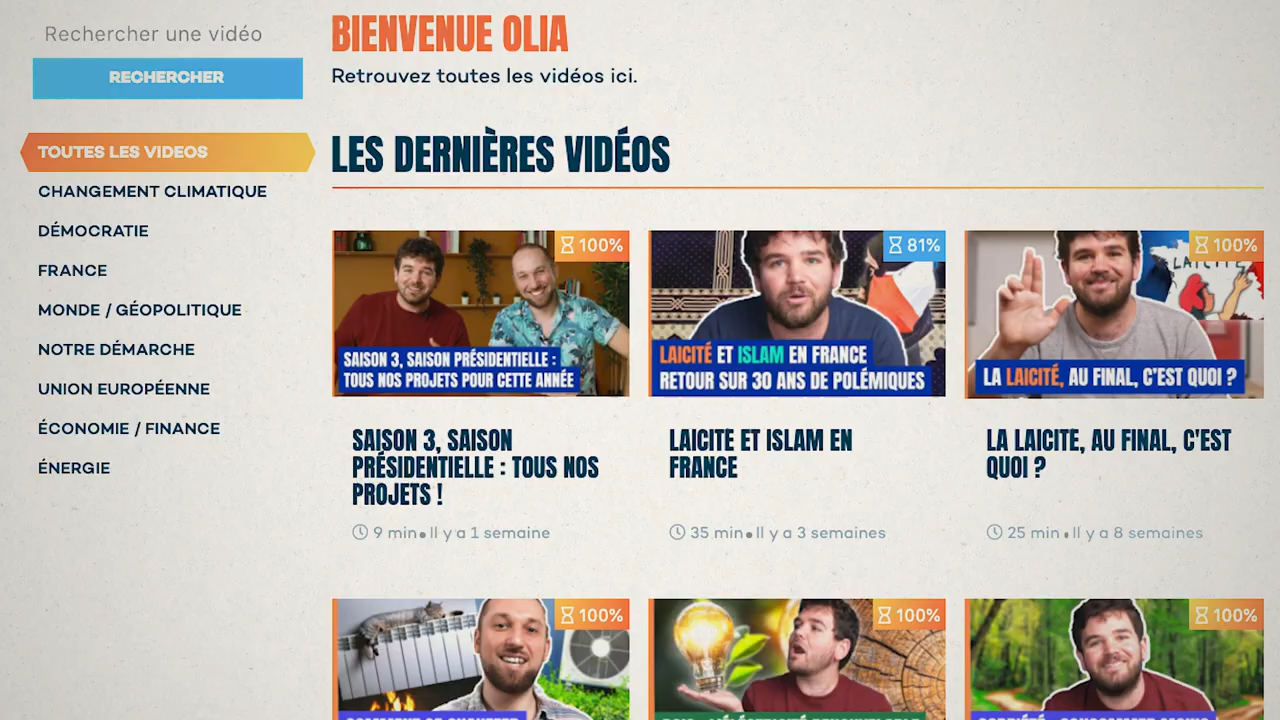 Rechercher une vidéo
RECHERCHER
TOUTES LES VIDEOS
CHANGEMENT CLIMATIQUE
DÉMOCRATIE
FRANCE
MONDE / GÉOPOLITIQUE
NOTRE DÉMARCHE
UNION EUROPÉENNE
ÉCONOMIE / FINANCE
ÉNERGIE
BIENVENUE OLIA
Retrouvez toutes les vidéos ici.
LES DERNIÈRES VIDÉOS
100%
SAISON 3, SAISON PRÉSIDENTIELLE :
TOUS NOS PROJETS POUR CETTE ANNÉE
SAISON 3, SAISON
PRÉSIDENTIELLE : TOUS NOS
PROJETS !
9 min • Il y a 1 semaine
81%
LAICITÉ ET ISLAM EN FRANCE
RETOUR SUR 30 ANS DE POLÉMIQUES
LAICITE ET ISLAM EN
FRANCE
35 min • Il y a 3 semaines
100%
LAICITÉ
LA LAICITÉ, AU FINAL, C'EST QUOI ?
LA LAICITE, AU FINAL, C'EST
QUOI ?
25 min • Il y a 8 semaines
100%
100%
100%